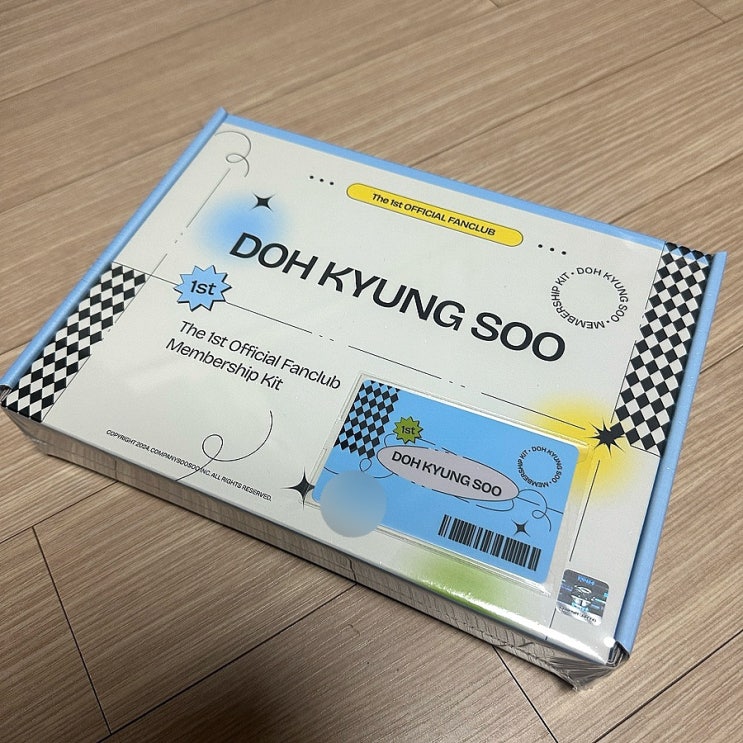 The 1st OFFICIAL FANCLUB
DOH KYUNG SOO
DOH KYUNG SOO • MEMBERSHIP KIT •
1st
The 1st Official Fanclub
Membership Kit
COPYRIGHT 2024. COMPANYSOOSOO INC. ALL RIGHTS RESERVED.
1st
DOH KYUNG SOO
DOH KYUNG SOO • MEMBERSHIP KIT •